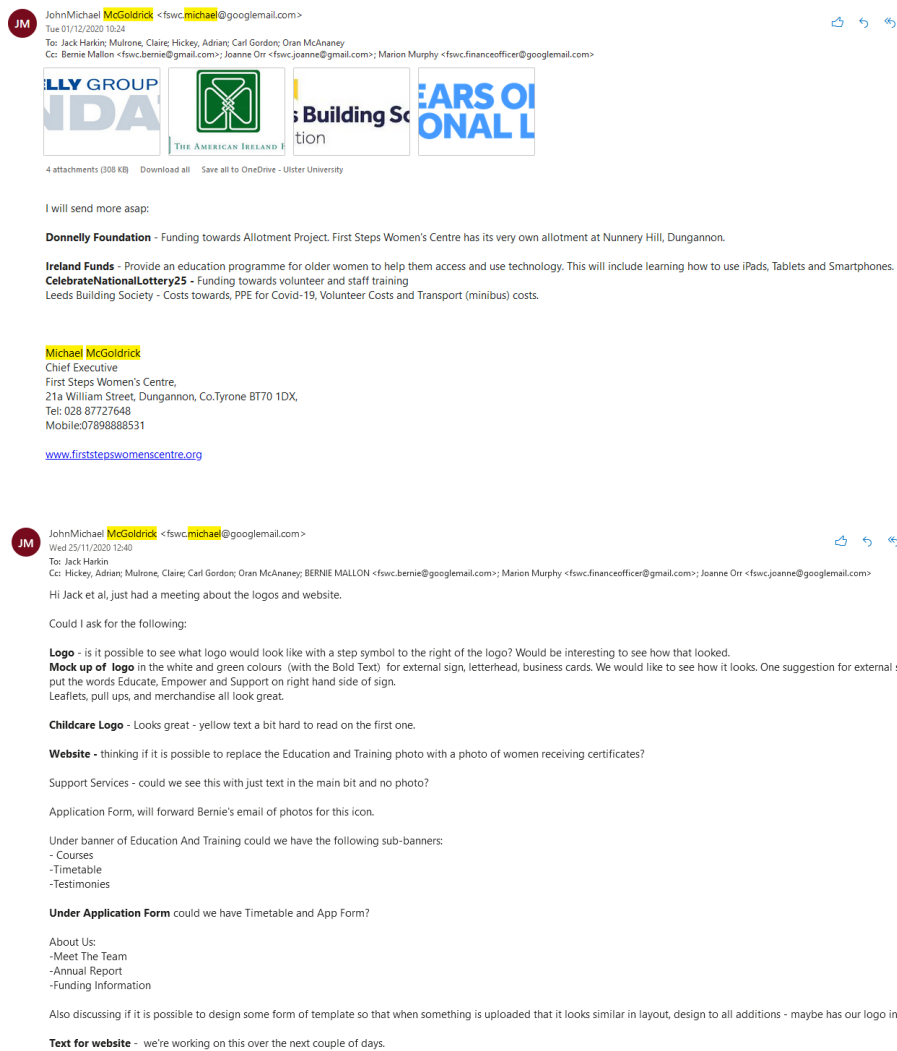 JM
JohnMichael McGoldrick <fswc.michael@googlemail.com>
Tue 01/12/2020 10:24
To: Jack Harkin; Mulrone, Claire; Hickey, Adrian; Carl Gordon; Oran McAnaney
Cc: Bernie Mallon <fswc.bernie@gmail.com>; Joanne Orr <fswc.joanne@gmail.com>; Marion Murphy <fswc.financeofficer@googlemail.com>
LLY GROUP
NDA
THE AMERICAN IRELAND F
s Building So
tion
EARS O
ONAL L
4 attachments (308 KB) Download all Save all to OneDrive - Ulster University
I will send more asap:
Donnelly Foundation - Funding towards Allotment Project. First Steps Women's Centre has its very own allotment at Nunnery Hill, Dungannon.
Ireland Funds - Provide an education programme for older women to help them access and use technology. This will include learning how to use iPads, Tablets and Smartphones.
CelebrateNationalLottery25 - Funding towards volunteer and staff training
Leeds Building Society - Costs towards, PPE for Covid-19, Volunteer Costs and Transport (minibus) costs.
Michael McGoldrick
Chief Executive
First Steps Women's Centre,
21a William Street, Dungannon, Co.Tyrone BT70 1DX,
Tel: 028 87727648
Mobile:07898888531
www.firststepswomenscentre.org
JM
JohnMichael McGoldrick <fswc.michael@googlemail.com>
Wed 25/11/2020 12:40
To: Jack Harkin
Cc: Hickey, Adrian; Mulrone, Claire; Carl Gordon; Oran McAnaney; BERNIE MALLON <fswc.bernie@googlemail.com>; Marion Murphy <fswc.financeofficer@gmail.com>; Joanne Orr <fswc.joanne@googlemail.com>
Hi Jack et al, just had a meeting about the logos and website.
Could I ask for the following:
Logo - is it possible to see what logo would look like with a step symbol to the right of the logo? Would be interesting to see how that looked.
Mock up of logo in the white and green colours (with the Bold Text) for external sign, letterhead, business cards. We would like to see how it looks. One suggestion for external
put the words Educate, Empower and Support on right hand side of sign.
Leaflets, pull ups, and merchandise all look great.
Childcare Logo - Looks great - yellow text a bit hard to read on the first one.
Website - thinking if it is possible to replace the Education and Training photo with a photo of women receiving certificates?
Support Services - could we see this with just text in the main bit and no photo?
Application Form, will forward Bernie's email of photos for this icon.
Under banner of Education And Training could we have the following sub-banners:
- Courses
-Timetable
-Testimonies
Under Application Form could we have Timetable and App Form?
About Us:
-Meet The Team
-Annual Report
-Funding Information
Also discussing if it is possible to design some form of template so that when something is uploaded that it looks similar in layout, design to all additions - maybe has our logo in
Text for website - we're working on this over the next couple of days.